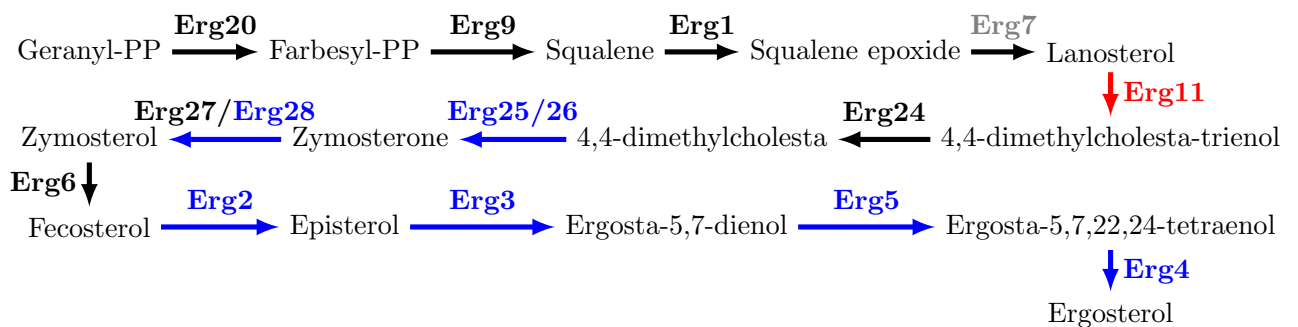 Erg20 Erg9 Erg1 Erg7
Geranyl-PP Farbesyl-PP Squalene Squalene epoxide Lanosterol
Erg11
Erg27/Erg28 Erg25/26 Erg24
Zymosterol Zymosterone 4,4-dimethylcholesta 4,4-dimethylcholesta-trienol
Erg6
Erg2 Erg3 Erg5
Fecosterol Episterol Ergosta-5,7-dienol Ergosta-5,7,22,24-tetraenol
Erg4
Ergosterol